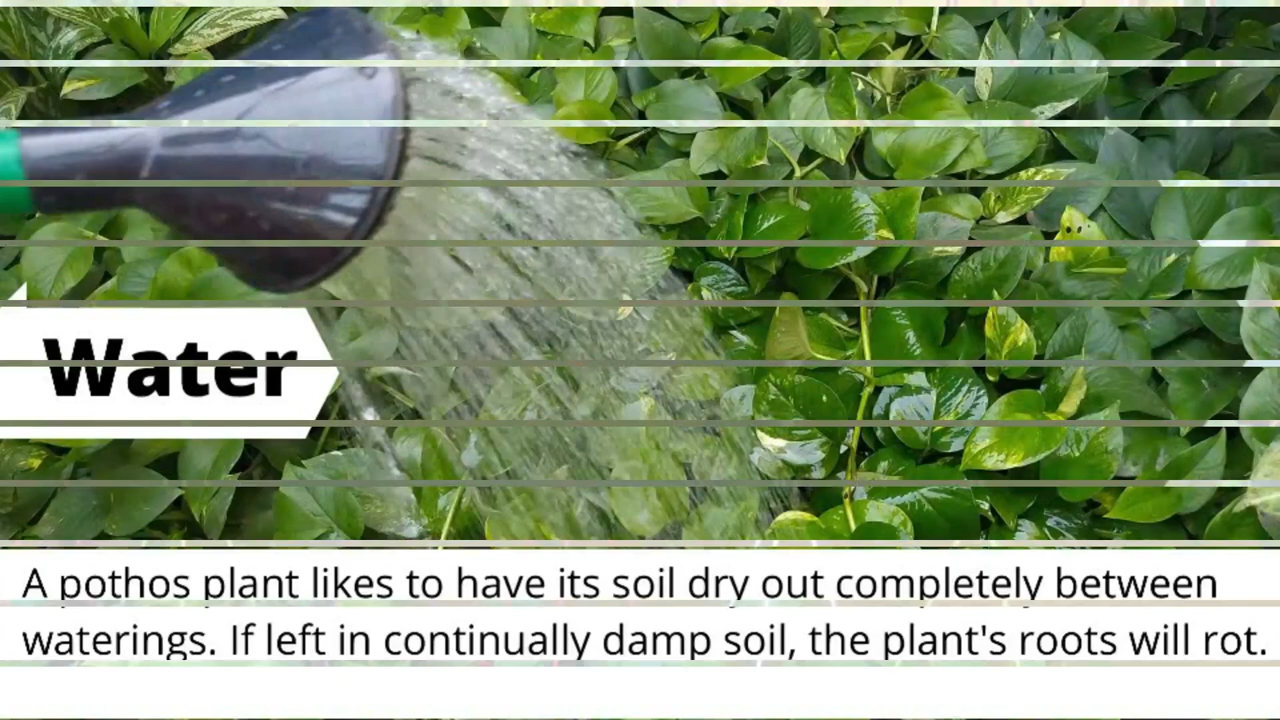 Water
A pothos plant likes to have its soil dry out completely between
waterings. If left in continually damp soil, the plant's roots will rot.